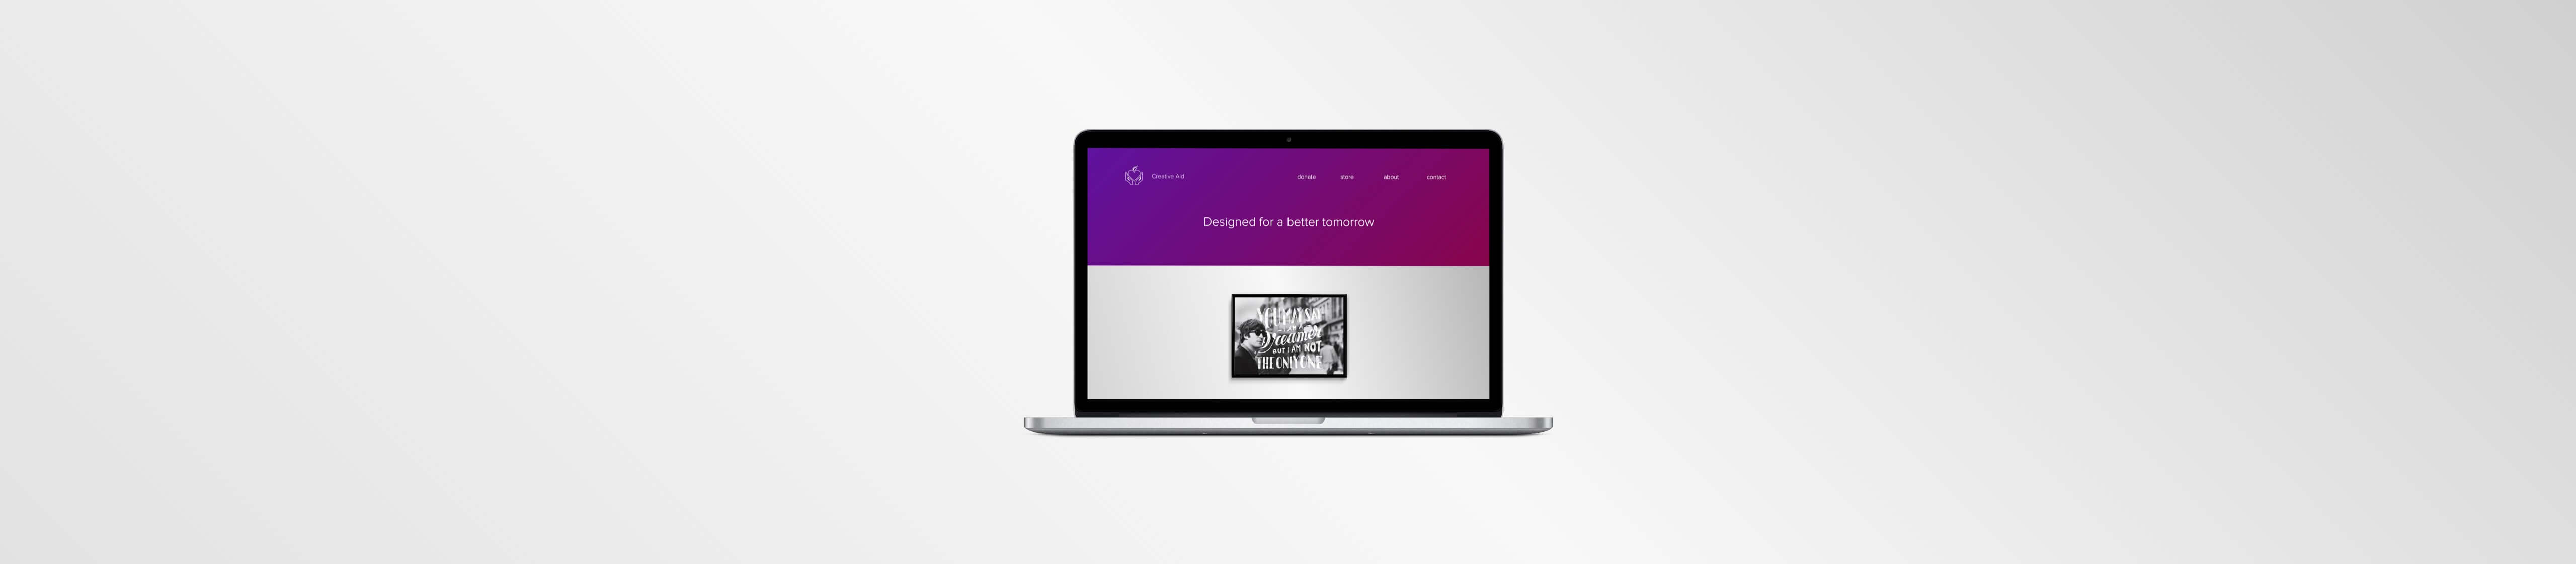 Creative Aid
donate store about contact
Designed for a better tomorrow
YOU MAY SAY
I AM A
Dreamer
BUT I AM NOT
THE ONLY ONE